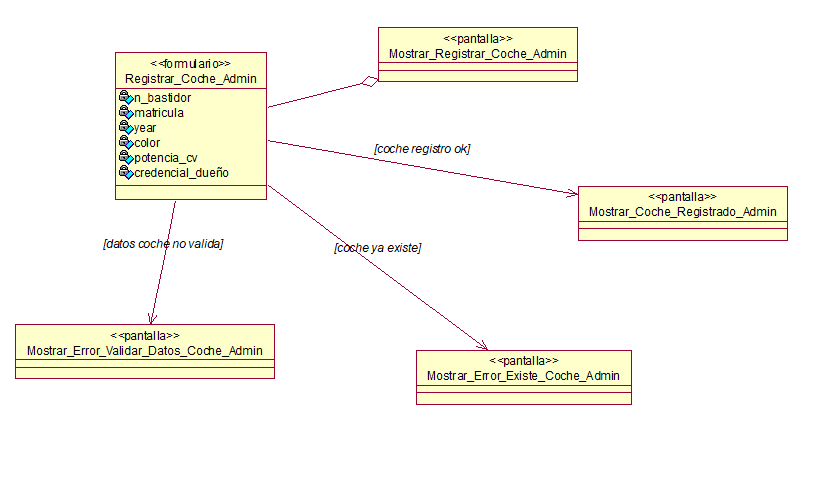 <<pantalla>>
Mostrar_Registrar_Coche_Admin
<<formulario>>
Registrar_Coche_Admin
n_bastidor
matricula
year
color
potencia_cv
credencial_dueño
[coche registro ok]
<<pantalla>>
Mostrar_Coche_Registrado_Admin
[datos coche no valida]
[coche ya existe]
<<pantalla>>
Mostrar_Error_Validar_Datos_Coche_Admin
<<pantalla>>
Mostrar_Error_Existe_Coche_Admin